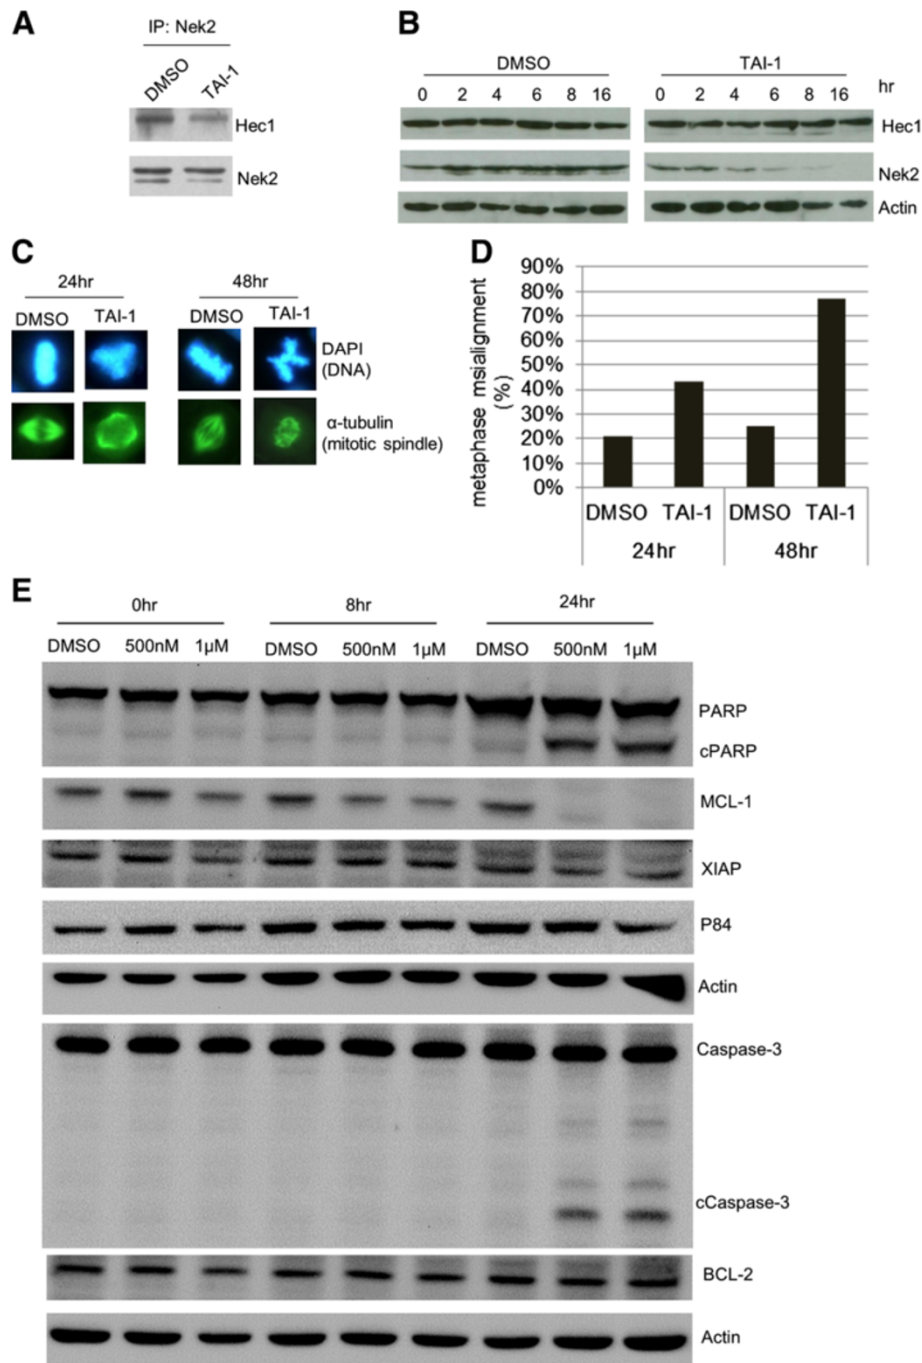 A
IP: Nek2
DMSO TAI-1
Hec1
Nek2
B
DMSO TAI-1
0 2 4 6 8 16 0 2 4 6 8 16 hr
Hec1
Nek2
Actin
C
24hr 48hr
DMSO TAI-1 DMSO TAI-1
DAPI
(DNA)
α-tubulin
(mitotic spindle)
D
metaphase msialignment
(%)
90%
80%
70%
60%
50%
40%
30%
20%
10%
0%
DMSO TAI-1 DMSO TAI-1
24hr 48hr
E
0hr 8hr 24hr
DMSO 500nM 1µM DMSO 500nM 1µM DMSO 500nM 1µM
PARP
cPARP
MCL-1
XIAP
P84
Actin
Caspase-3
cCaspase-3
BCL-2
Actin